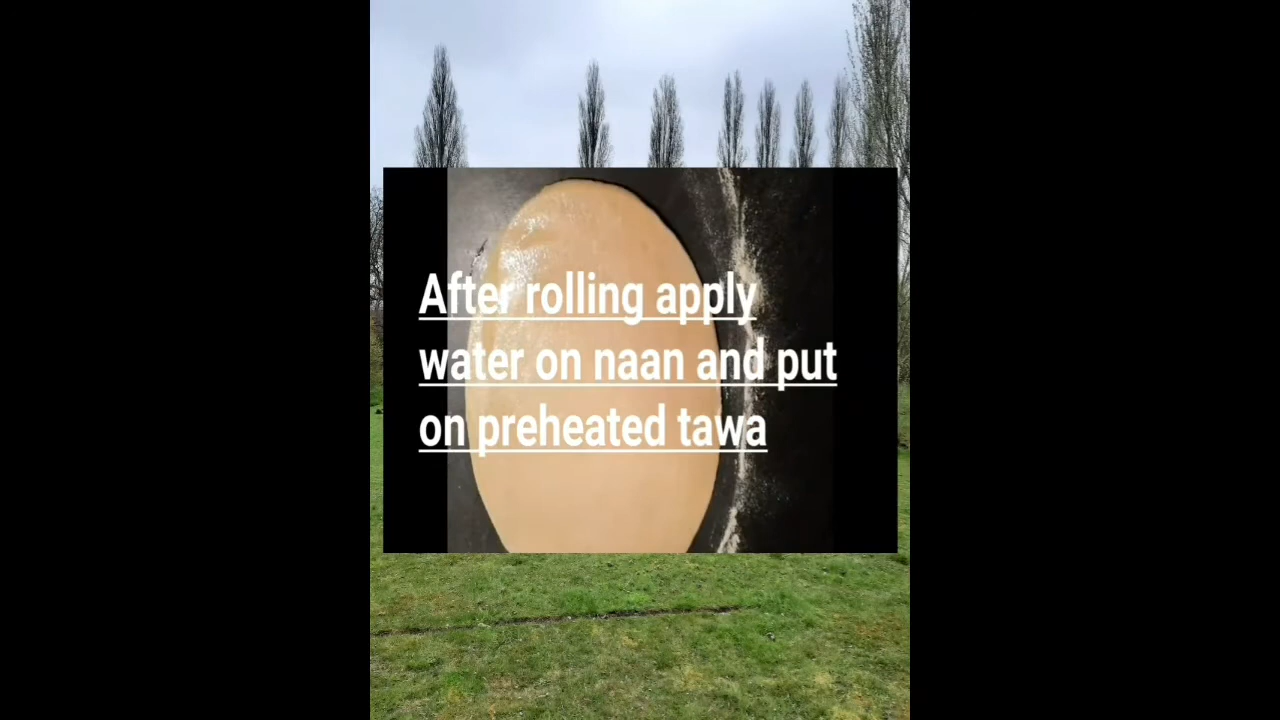 After rolling apply
water on naan and put
on preheated tawa